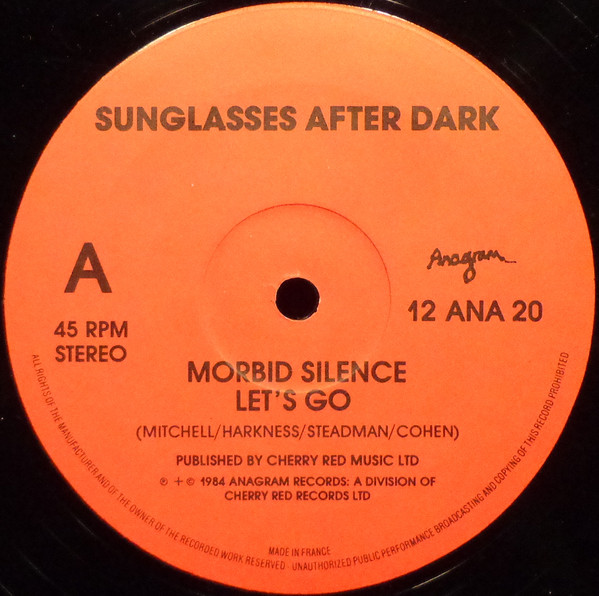 SUNGLASSES AFTER DARK
A
Anagram
45 RPM
STEREO
12 ANA 20
MORBID SILENCE
LET'S GO
(MITCHELL/HARKNESS/STEADMAN/COHEN)
PUBLISHED BY CHERRY RED MUSIC LTD
℗ + © 1984 ANAGRAM RECORDS: A DIVISION OF
CHERRY RED RECORDS LTD
MADE IN FRANCE
ALL RIGHTS OF THE MANUFACTURER AND OF THE OWNER OF THE RECORDED WORK RESERVED - UNAUTHORIZED PUBLIC PERFORMANCE BROADCASTING AND COPYING OF THIS RECORD PROHIBITED